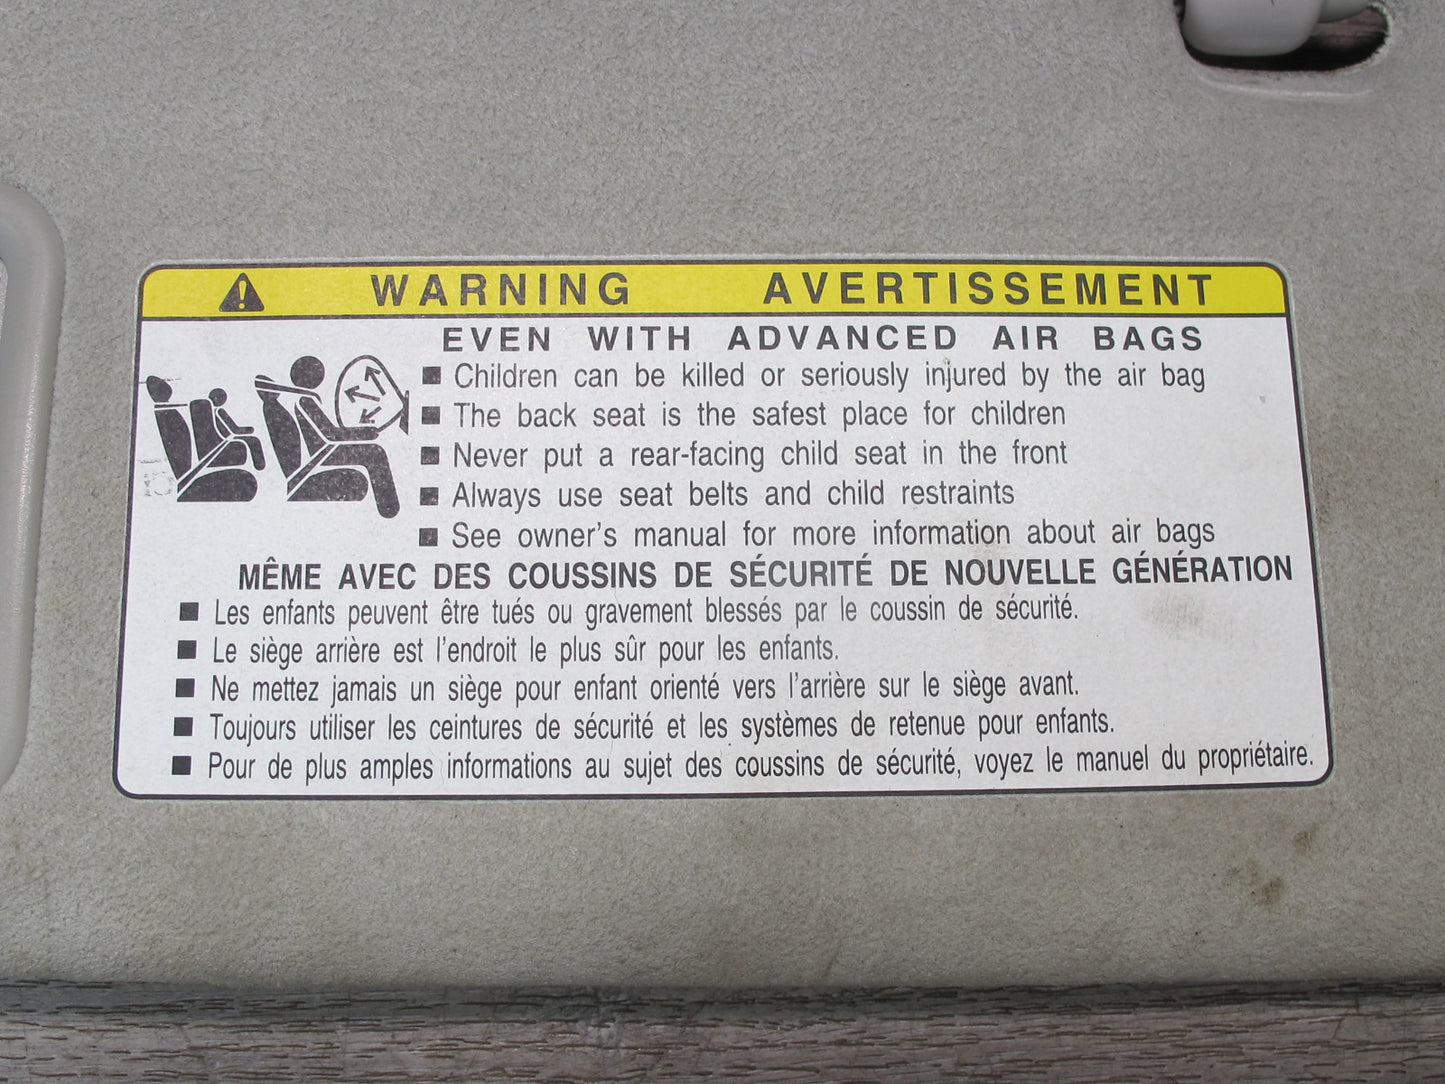 WARNING AVERTISSEMENT
EVEN WITH ADVANCED AIR BAGS
■ Children can be killed or seriously injured by the air bag
■ The back seat is the safest place for children
■ Never put a rear-facing child seat in the front
■ Always use seat belts and child restraints
■ See owner's manual for more information about air bags
MÊME AVEC DES COUSSINS DE SÉCURITÉ DE NOUVELLE GÉNÉRATION
■ Les enfants peuvent être tués ou gravement blessés par le coussin de sécurité.
■ Le siège arrière est l'endroit le plus sûr pour les enfants.
■ Ne mettez jamais un siège pour enfant orienté vers l'arrière sur le siège avant.
■ Toujours utiliser les ceintures de sécurité et les systèmes de retenue pour enfants.
■ Pour de plus amples informations au sujet des coussins de sécurité, voyez le manuel du propriétaire.